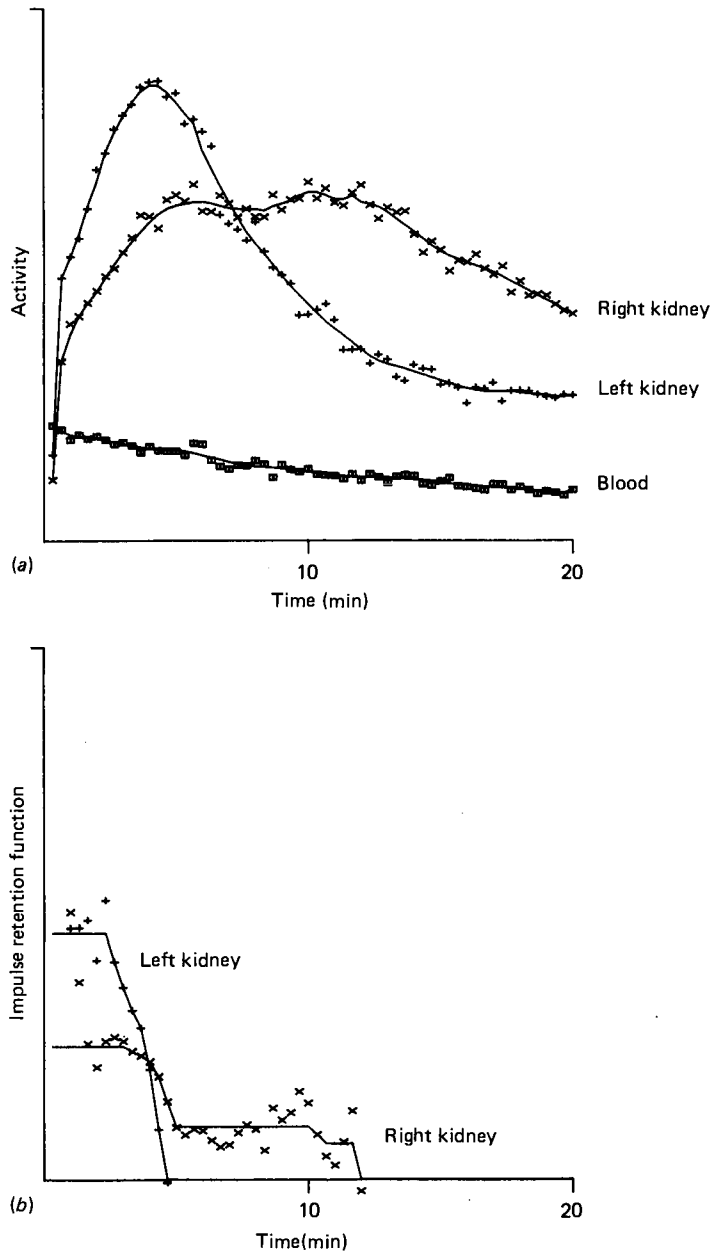 Activity
Right kidney
Left kidney
Blood
(a)
10
20
Time (min)
Impulse retention function
Left kidney
Right kidney
(b)
10
20
Time(min)